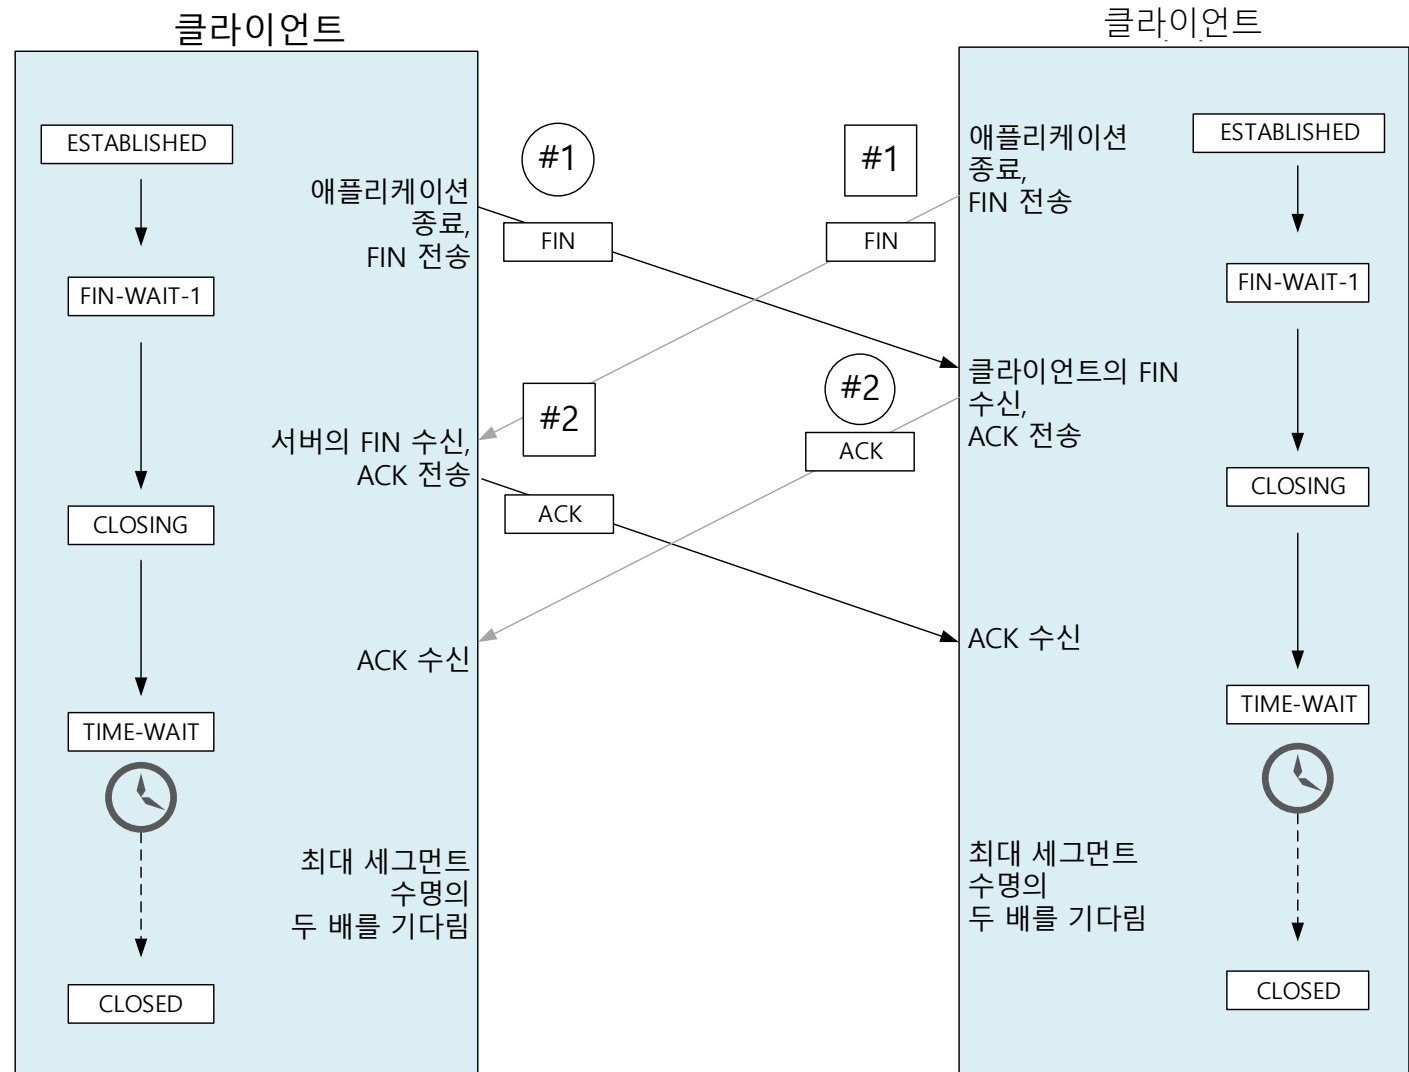 클라이언트
클라이언트
ESTABLISHED
#1
#1
애플리케이션
종료,
FIN 전송
ESTABLISHED
애플리케이션
종료,
FIN 전송
FIN
FIN
FIN-WAIT-1
FIN-WAIT-1
#2
클라이언트의 FIN
수신,
ACK 전송
#2
서버의 FIN 수신,
ACK 전송
ACK
CLOSING
ACK
CLOSING
ACK 수신
ACK 수신
TIME-WAIT
TIME-WAIT
최대 세그먼트
수명의
두 배를 기다림
최대 세그먼트
수명의
두 배를 기다림
CLOSED
CLOSED